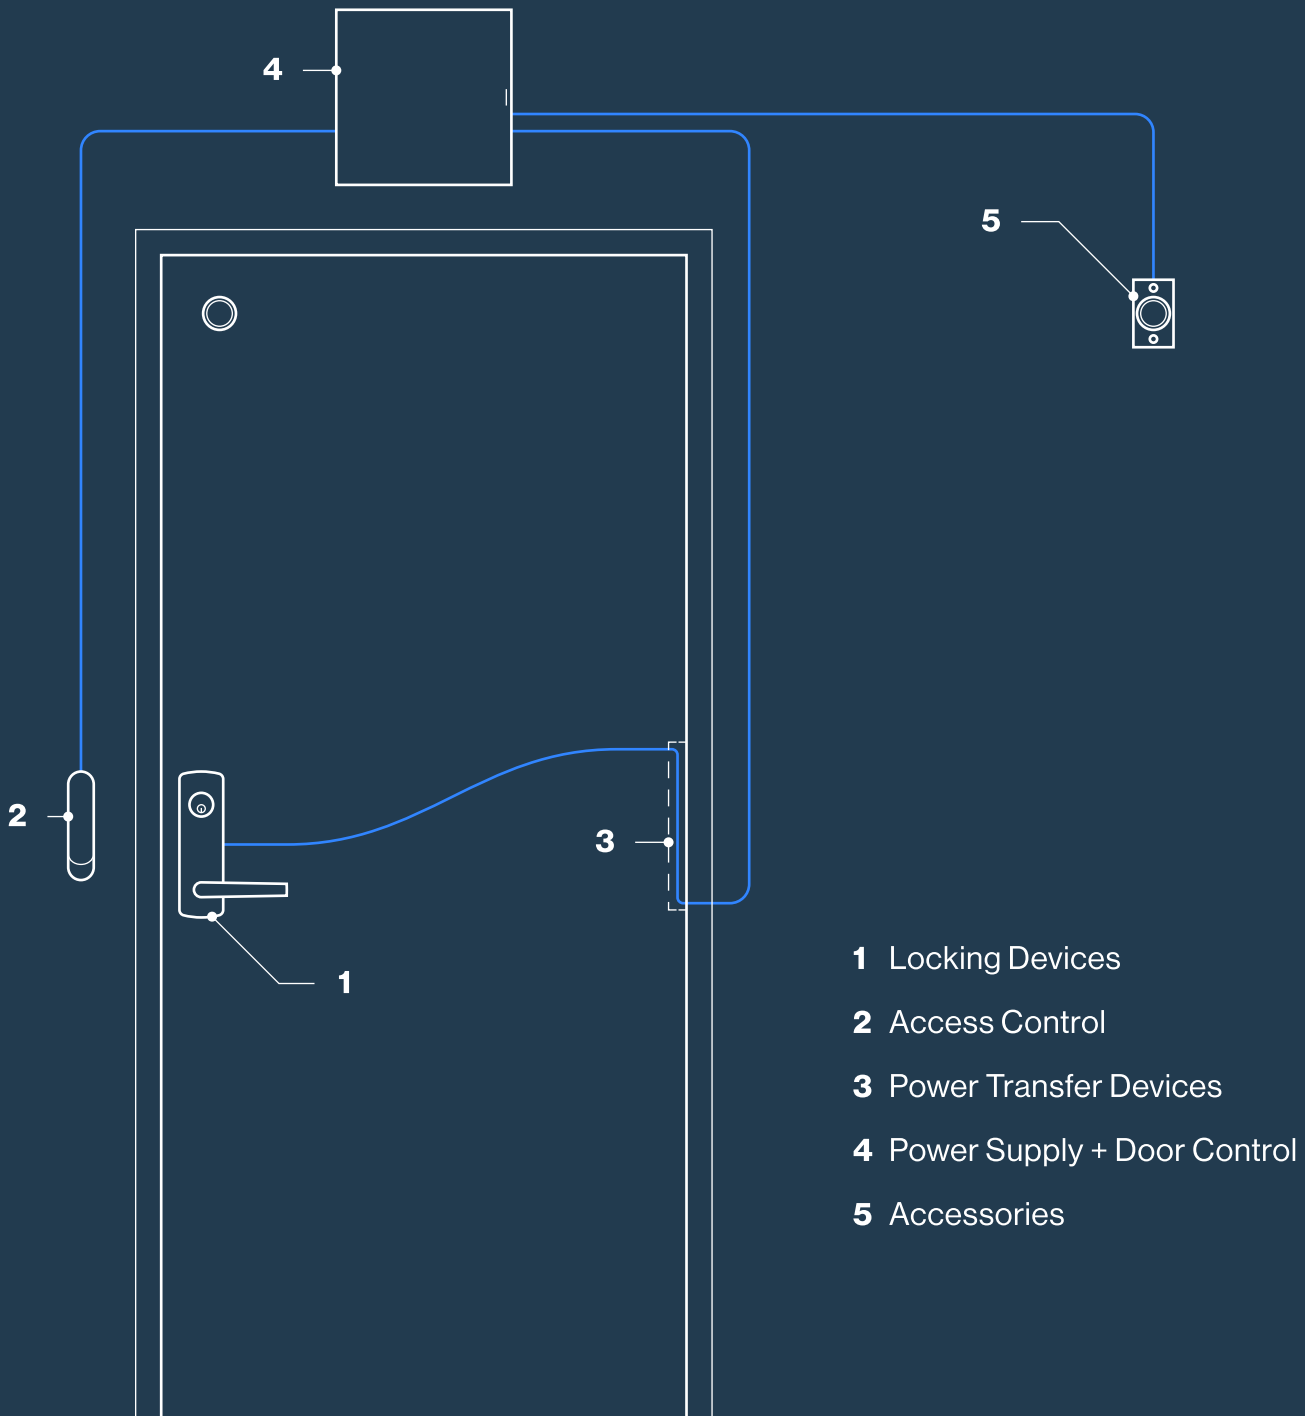 4
5
2
3
1
1 Locking Devices
2 Access Control
3 Power Transfer Devices
4 Power Supply + Door Control
5 Accessories